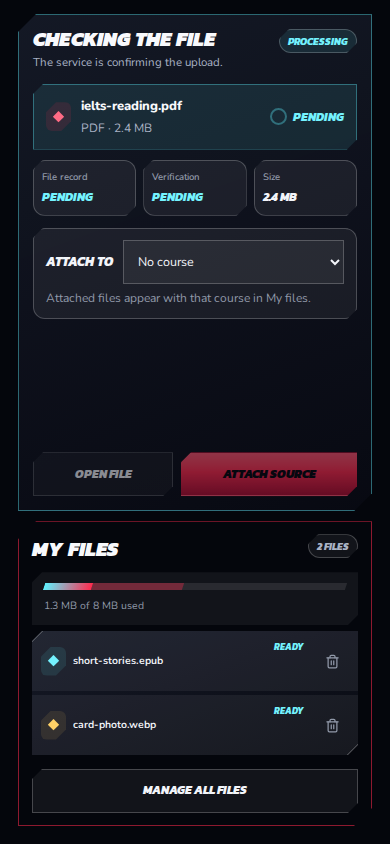 CHECKING THE FILE
PROCESSING
The service is confirming the upload.
ielts-reading.pdf
PDF · 2.4 MB
PENDING
File record
PENDING
Verification
PENDING
Size
2.4 MB
ATTACH TO
No course
Attached files appear with that course in My files.
OPEN FILE
ATTACH SOURCE
MY FILES
2 FILES
1.3 MB of 8 MB used
short-stories.epub
READY
card-photo.webp
READY
MANAGE ALL FILES